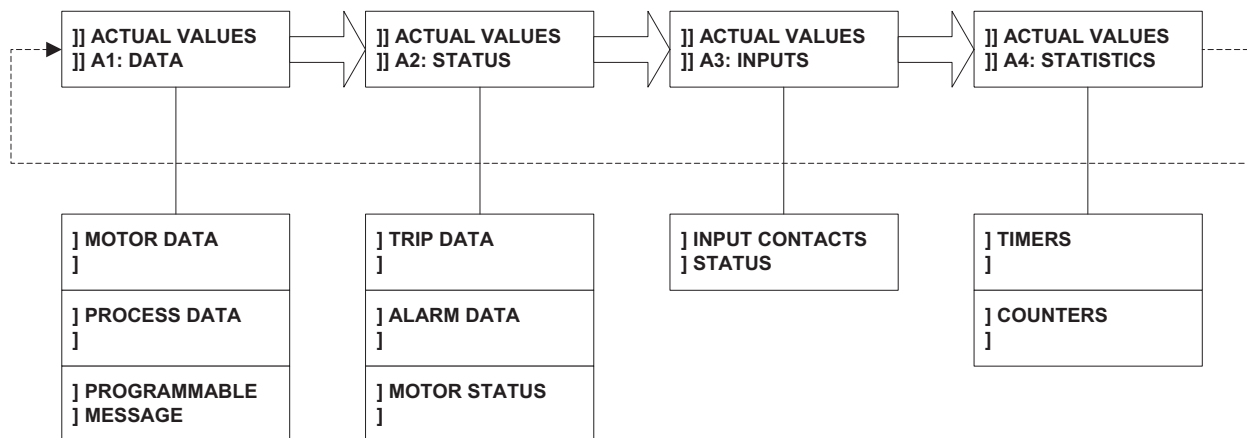 ]] ACTUAL VALUES
]] A1: DATA
]] ACTUAL VALUES
]] A2: STATUS
]] ACTUAL VALUES
]] A3: INPUTS
]] ACTUAL VALUES
]] A4: STATISTICS
] MOTOR DATA
]
] PROCESS DATA
]
] PROGRAMMABLE
] MESSAGE
] TRIP DATA
]
] ALARM DATA
]
] MOTOR STATUS
]
] INPUT CONTACTS
] STATUS
] TIMERS
]
] COUNTERS
]